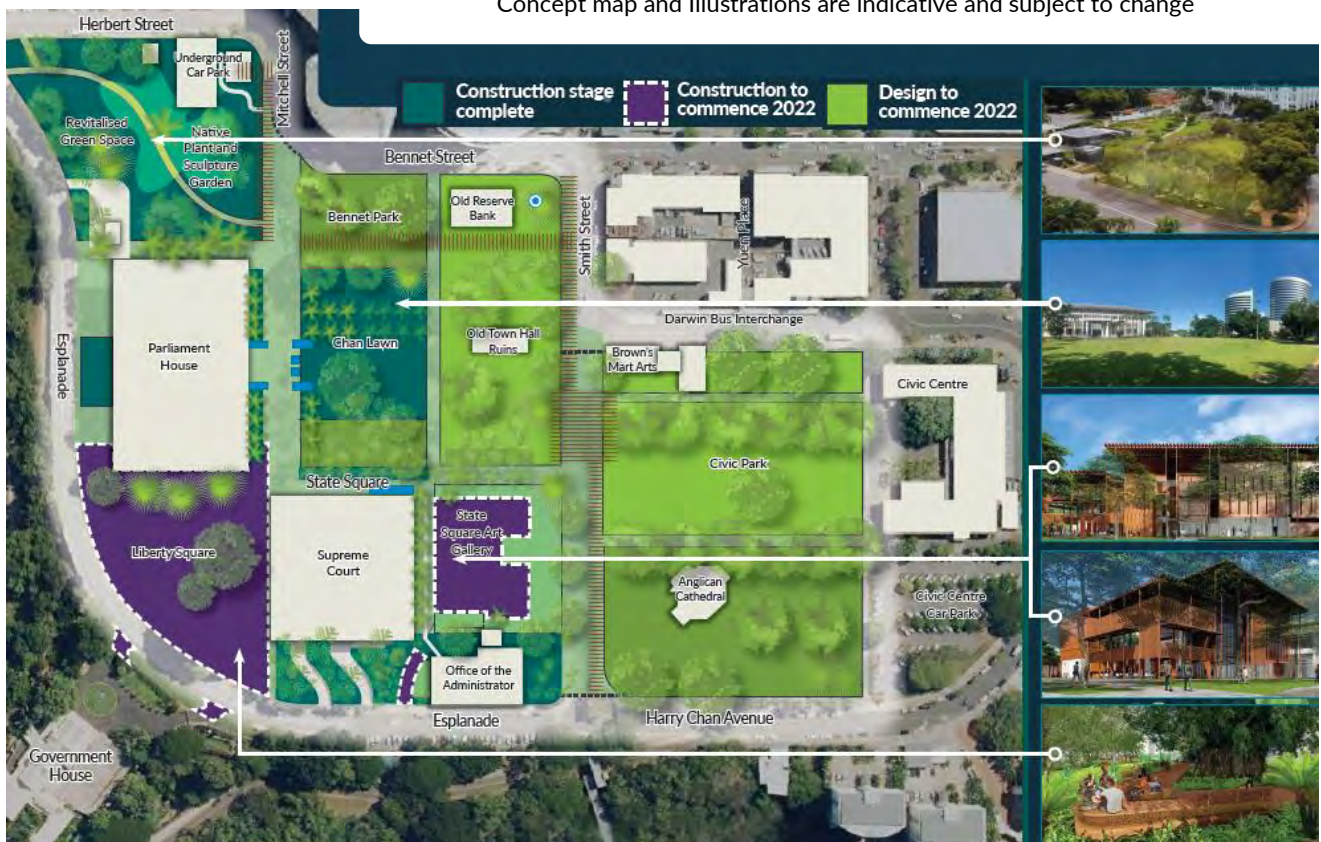 Concept map and illustrations are indicative and subject to change
Herbert Street
Underground
Car Park
Mitchell Street
Construction stage
complete
Construction to
commence 2022
Design to
commence 2022
Revitalised
Green Space
Native
Plant and
Sculpture
Garden
Bennet Street
Bennet Park
Old Reserve
Bank
Smith Street
Yuen Place
Esplanade
Parliament
House
Chan Lawn
Old Town Hall
Ruins
Darwin Bus Interchange
Brown's
Mart Arts
Civic Centre
Civic Park
State Square
Liberty Square
Supreme
Court
State
Square Art
Gallery
Anglican
Cathedral
Civic Centre
Car Park
Office of the
Administrator
Esplanade
Harry Chan Avenue
Government
House